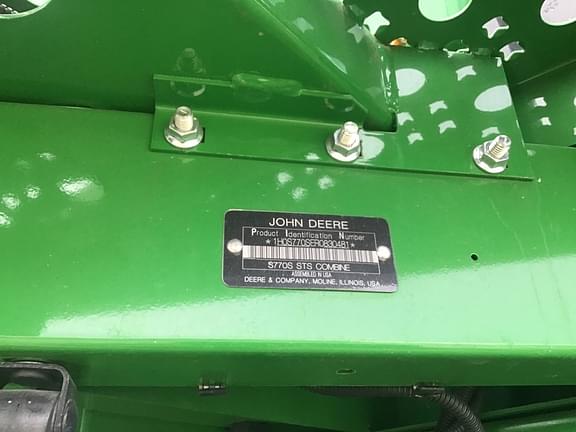 JOHN DEERE
Product Identification Number
*1H0S770SER0830481*
S770S STS COMBINE
ASSEMBLED IN USA
DEERE & COMPANY, MOLINE, ILLINOIS, USA